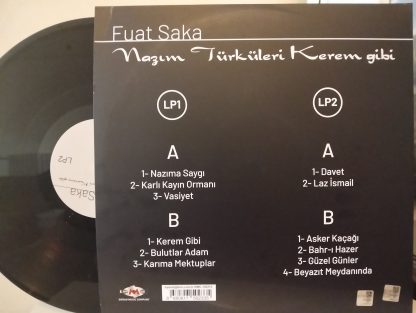 Fuat Saka
Nazım Türküleri Kerem gibi
LP1
A
1- Nazıma Saygı
2- Karlı Kayın Ormanı
3- Vasiyet
B
1- Kerem Gibi
2- Bulutlar Adam
3- Karıma Mektuplar
LP2
A
1- Davet
2- Laz İsmail
B
1- Asker Kaçağı
2- Bahr-ı Hazer
3- Güzel Günler
4- Beyazıt Meydanında
LP2
Saka